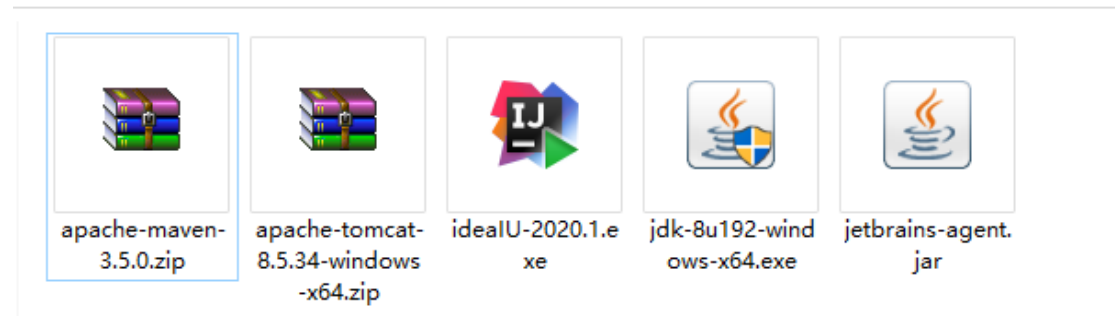 apache-maven-
3.5.0.zip
apache-tomcat-
8.5.34-windows
-x64.zip
IJ
ideaIU-2020.1.e
xe
jdk-8u192-wind
ows-x64.exe
jetbrains-agent.
jar